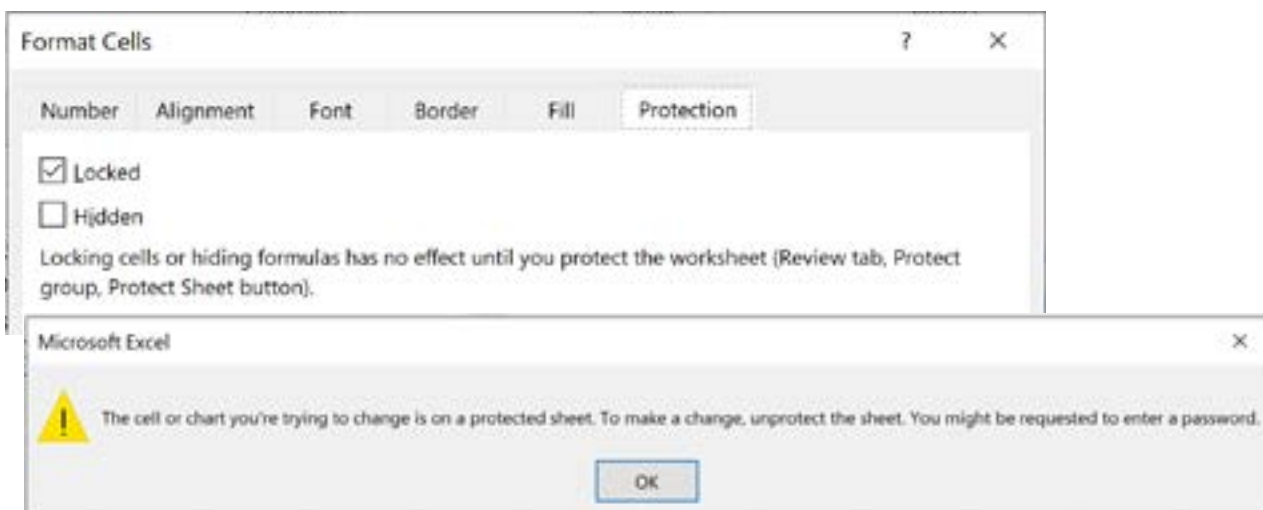 Format Cells ? ×
Number Alignment Font Border Fill Protection
Locked
Hidden
Locking cells or hiding formulas has no effect until you protect the worksheet (Review tab, Protect
group, Protect Sheet button).
Microsoft Excel ×
The cell or chart you're trying to change is on a protected sheet. To make a change, unprotect the sheet. You might be requested to enter a password.
OK